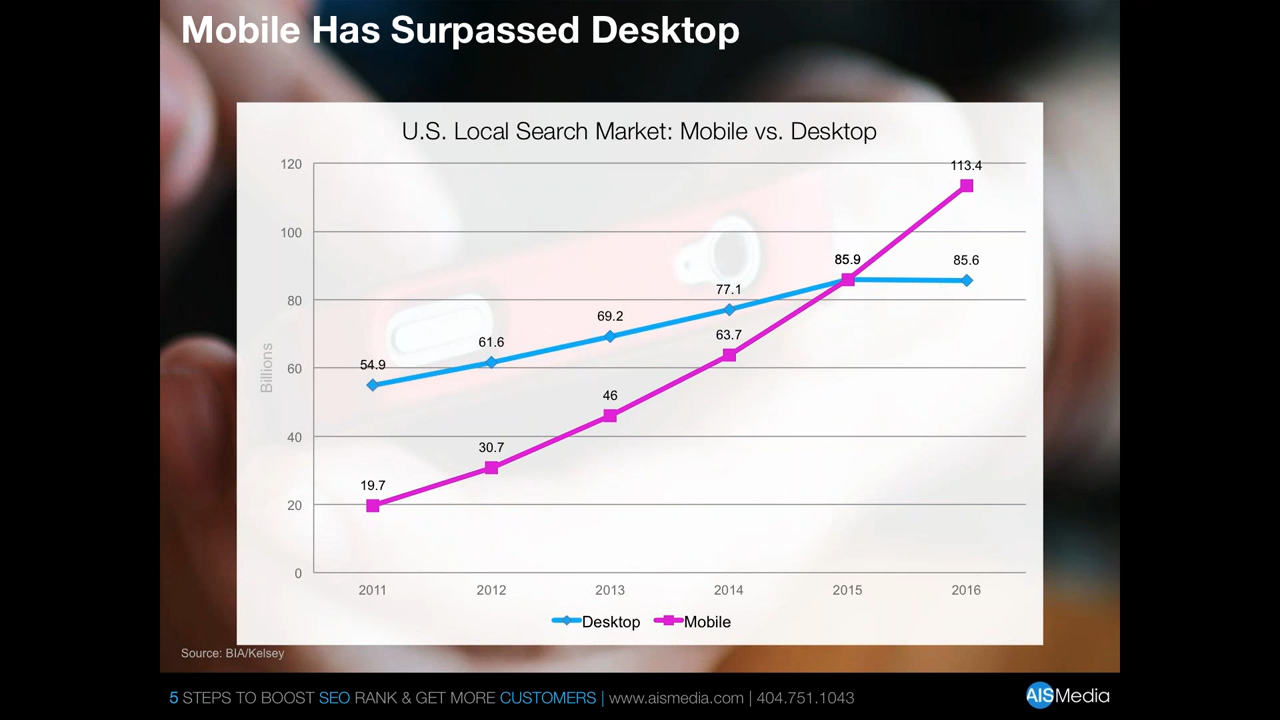 Mobile Has Surpassed Desktop
U.S. Local Search Market: Mobile vs. Desktop
120
100
80
60
40
20
0
Billions
54.9
61.6
69.2
77.1
85.9
85.6
19.7
30.7
46
63.7
113.4
2011 2012 2013 2014 2015 2016
Desktop Mobile
Source: BIA/Kelsey
5 STEPS TO BOOST SEO RANK & GET MORE CUSTOMERS | www.aismedia.com | 404.751.1043
AISMedia